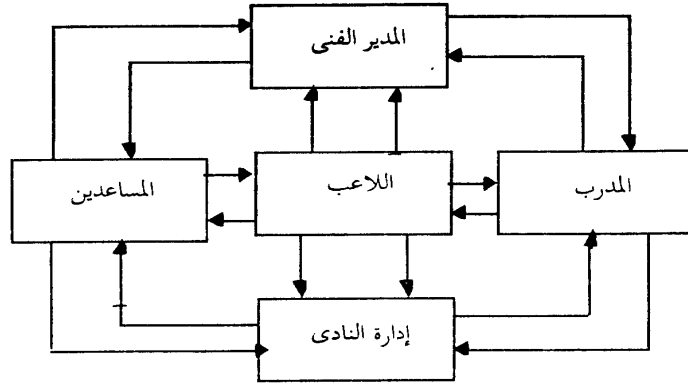 المدير الفنى
المدرب
اللاعب
المساعدين
إدارة النادى